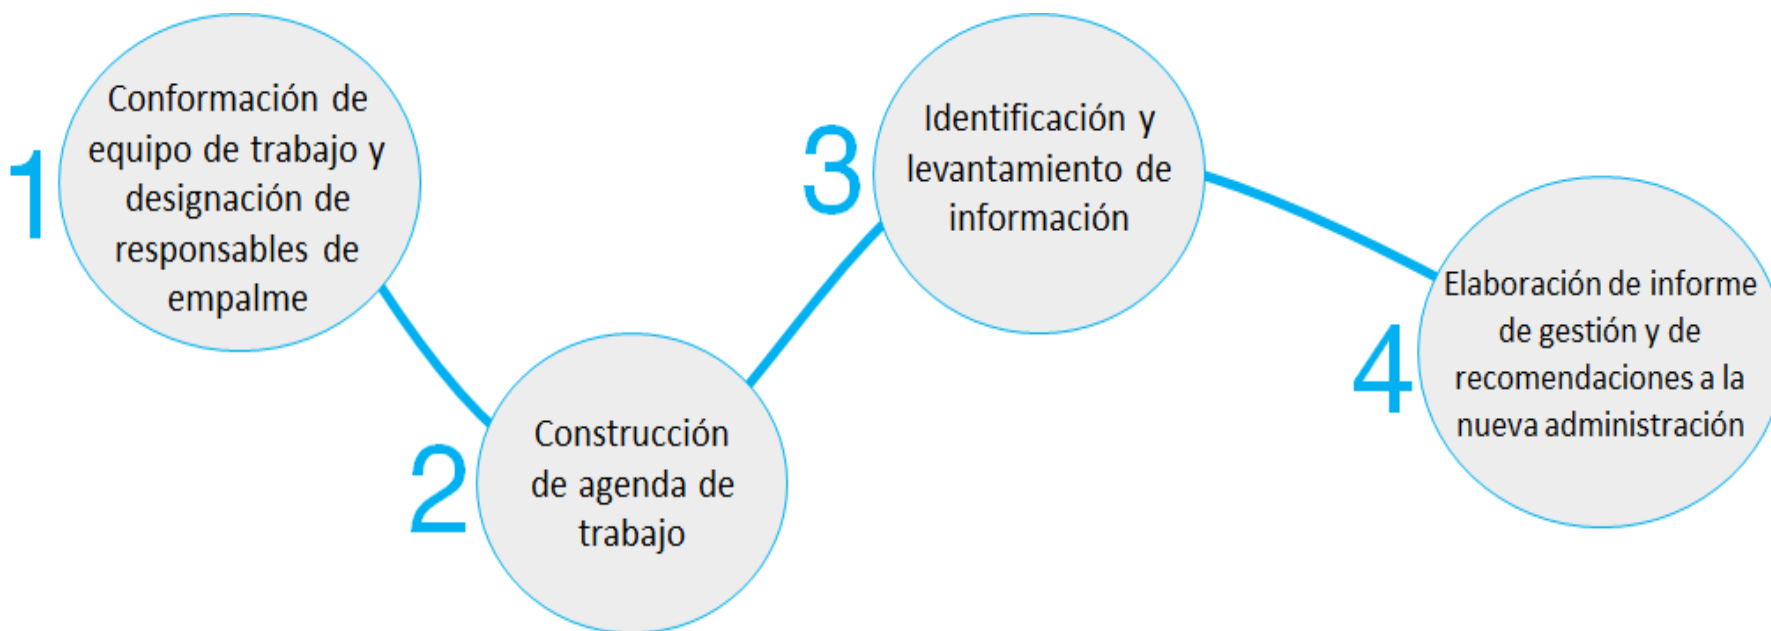 1
Conformación de
equipo de trabajo y
designación de
responsables de
empalme
2
Construcción
de agenda de
trabajo
3
Identificación y
levantamiento de
información
4
Elaboración de informe
de gestión y de
recomendaciones a la
nueva administración